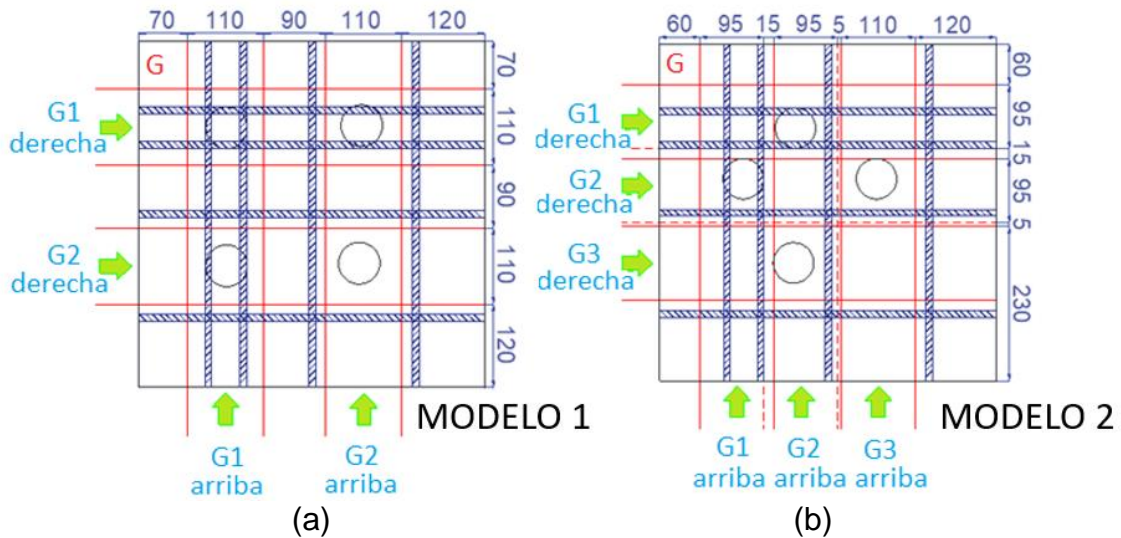 70 110 90 110 120
G
70
110
90
110
120
G1
derecha
G2
derecha
G1
arriba
G2
arriba
MODELO 1
(a)
60 95 15 95 5 110 120
G
60
95
15
15
95
5
230
G1
derecha
G2
derecha
G3
derecha
G1
arriba
G2
arriba
G3
arriba
MODELO 2
(b)